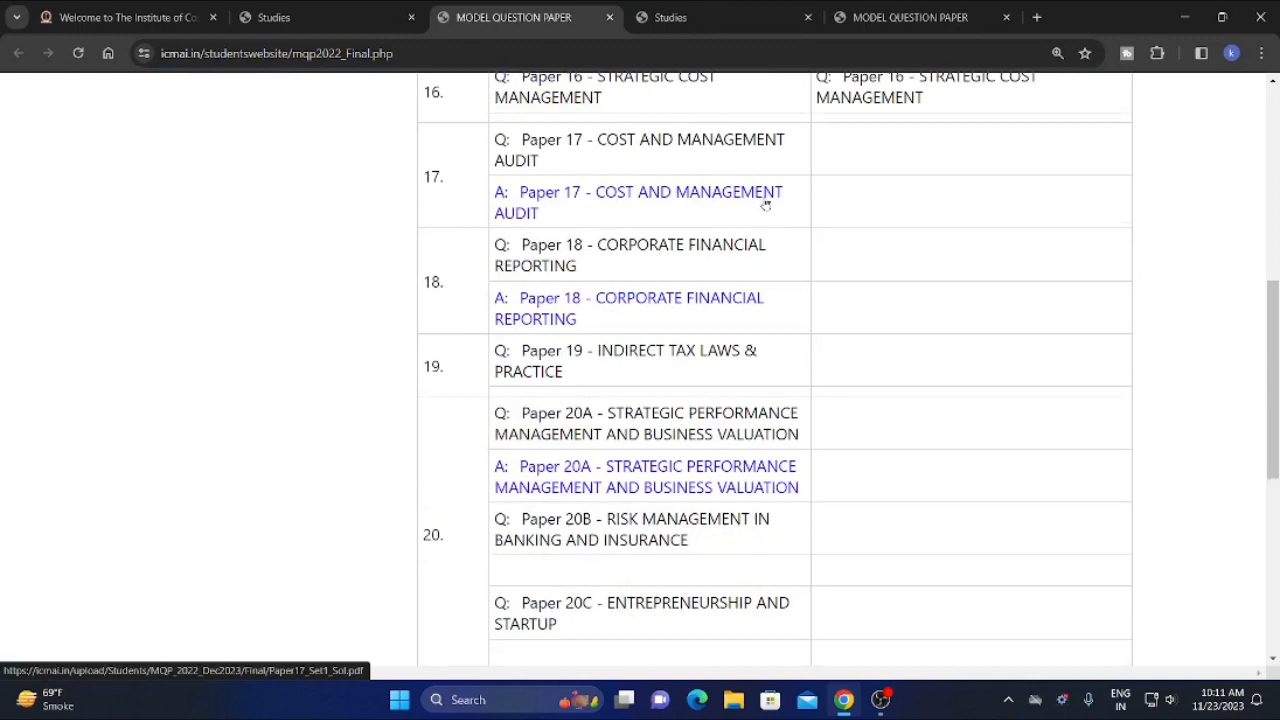 Welcome to The Institute of Co
Studies
MODEL QUESTION PAPER
Studies
MODEL QUESTION PAPER
icmai.in/studentswebsite/mqp2022_Final.php
k
16.
Q: Paper 16 - STRATEGIC COST
MANAGEMENT
Q: Paper 16 - STRATEGIC COST
MANAGEMENT
17.
Q: Paper 17 - COST AND MANAGEMENT
AUDIT
A: Paper 17 - COST AND MANAGEMENT
AUDIT
18.
Q: Paper 18 - CORPORATE FINANCIAL
REPORTING
A: Paper 18 - CORPORATE FINANCIAL
REPORTING
19.
Q: Paper 19 - INDIRECT TAX LAWS &
PRACTICE
20.
Q: Paper 20A - STRATEGIC PERFORMANCE
MANAGEMENT AND BUSINESS VALUATION
A: Paper 20A - STRATEGIC PERFORMANCE
MANAGEMENT AND BUSINESS VALUATION
Q: Paper 20B - RISK MANAGEMENT IN
BANKING AND INSURANCE
Q: Paper 20C - ENTREPRENEURSHIP AND
STARTUP
https://icmai.in/upload/Students/MQP_2022_Dec2023/Final/Paper17_Set1_Sol.pdf
69°F
Smoke
Search
ENG
IN
10:11 AM
11/23/2023